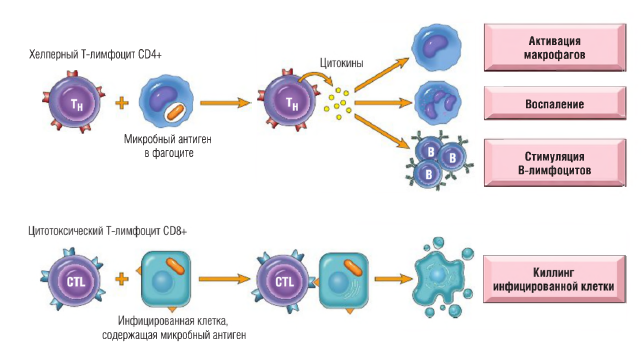 Хелперный Т-лимфоцит CD4+
Цитокины
Активация
макрофагов
TH
TH
Воспаление
Микробный антиген
в фагоците
B
B
B
Стимуляция
В-лимфоцитов
Цитотоксический Т-лимфоцит CD8+
CTL
CTL
Киллинг
инфицированной клетки
Инфицированная клетка,
содержащая микробный антиген